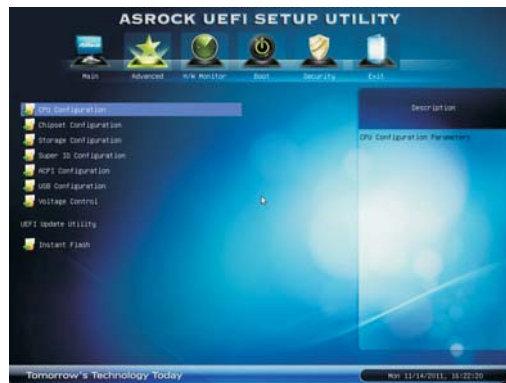 ASROCK UEFI SETUP UTILITY
Main Advanced H/W Monitor Boot Security Exit
CPU Configuration
Chipset Configuration
Storage Configuration
Super IO Configuration
ACPI Configuration
USB Configuration
Voltage Control
UEFI Update Utility
Instant Flash
Description
CPU Configuration Parameters
Tomorrow's Technology Today
Mon 11/14/2011, 16:22:20